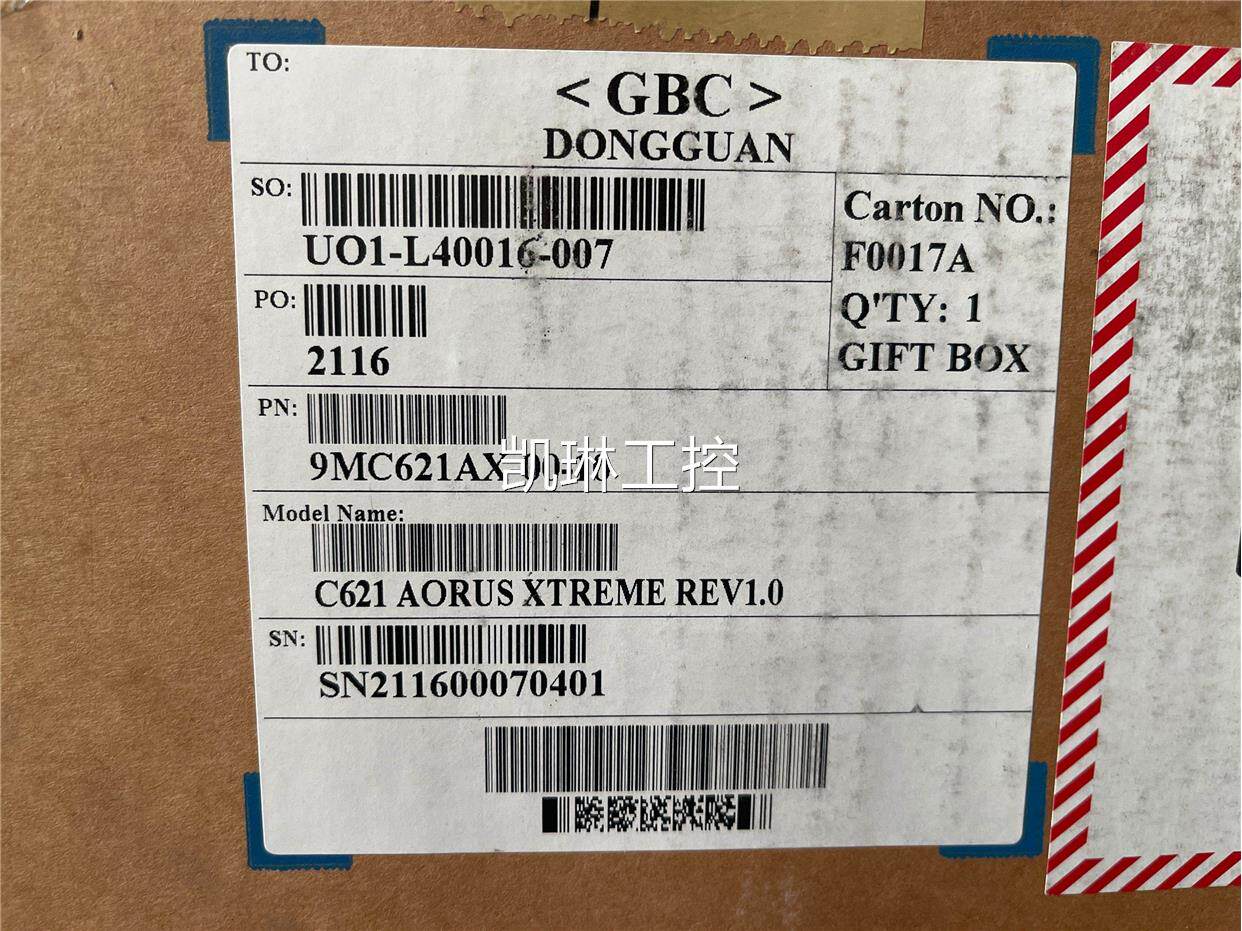 TO:
< GBC >
DONGGUAN
SO:
UO1-L40016-007
Carton NO.:
F0017A
Q'TY: 1
GIFT BOX
PO:
2116
PN:
9MC621AX
凯琳工控
Model Name:
C621 AORUS XTREME REV1.0
SN:
SN211600070401